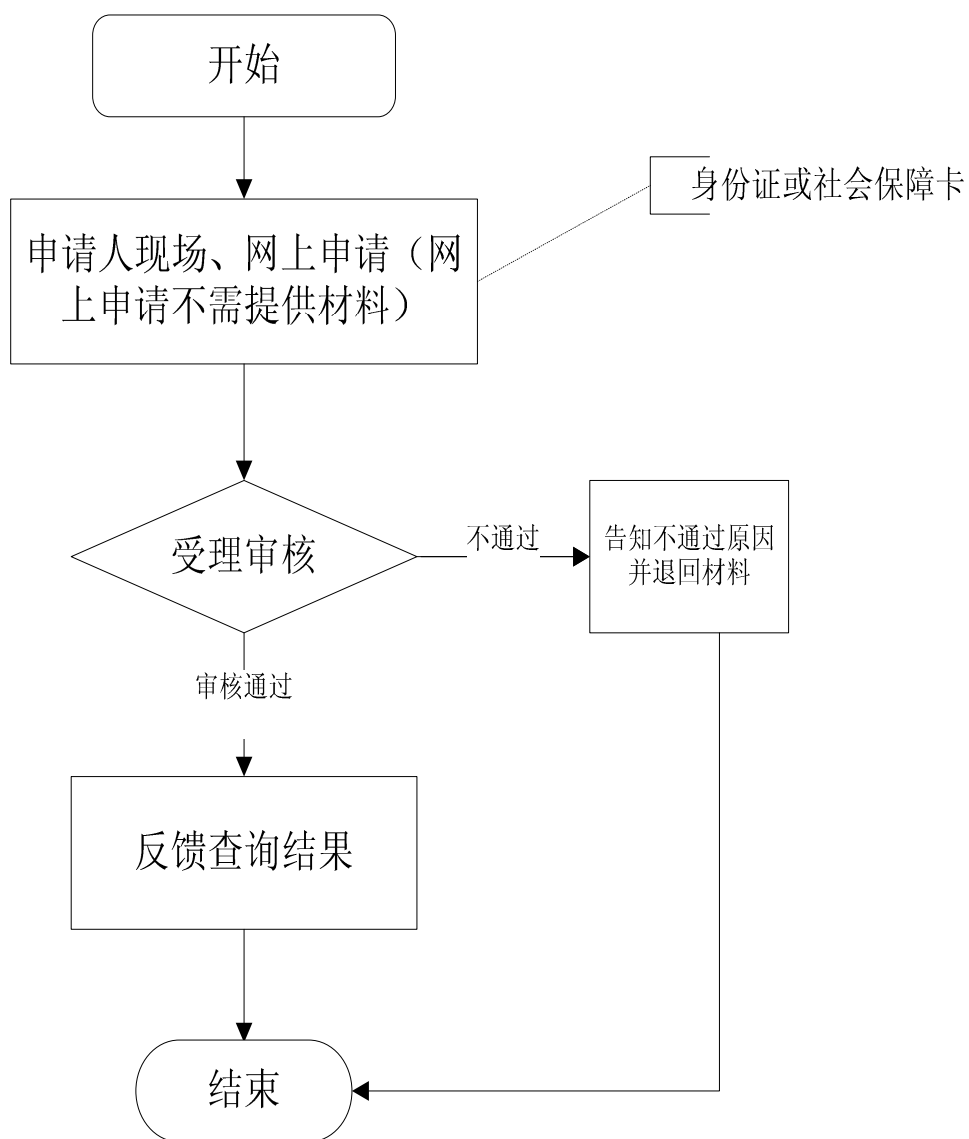 开始
身份证或社会保障卡
申请人现场、网上申请（网
上申请不需提供材料）
受理审核
不通过
告知不通过原因
并退回材料
审核通过
反馈查询结果
结束